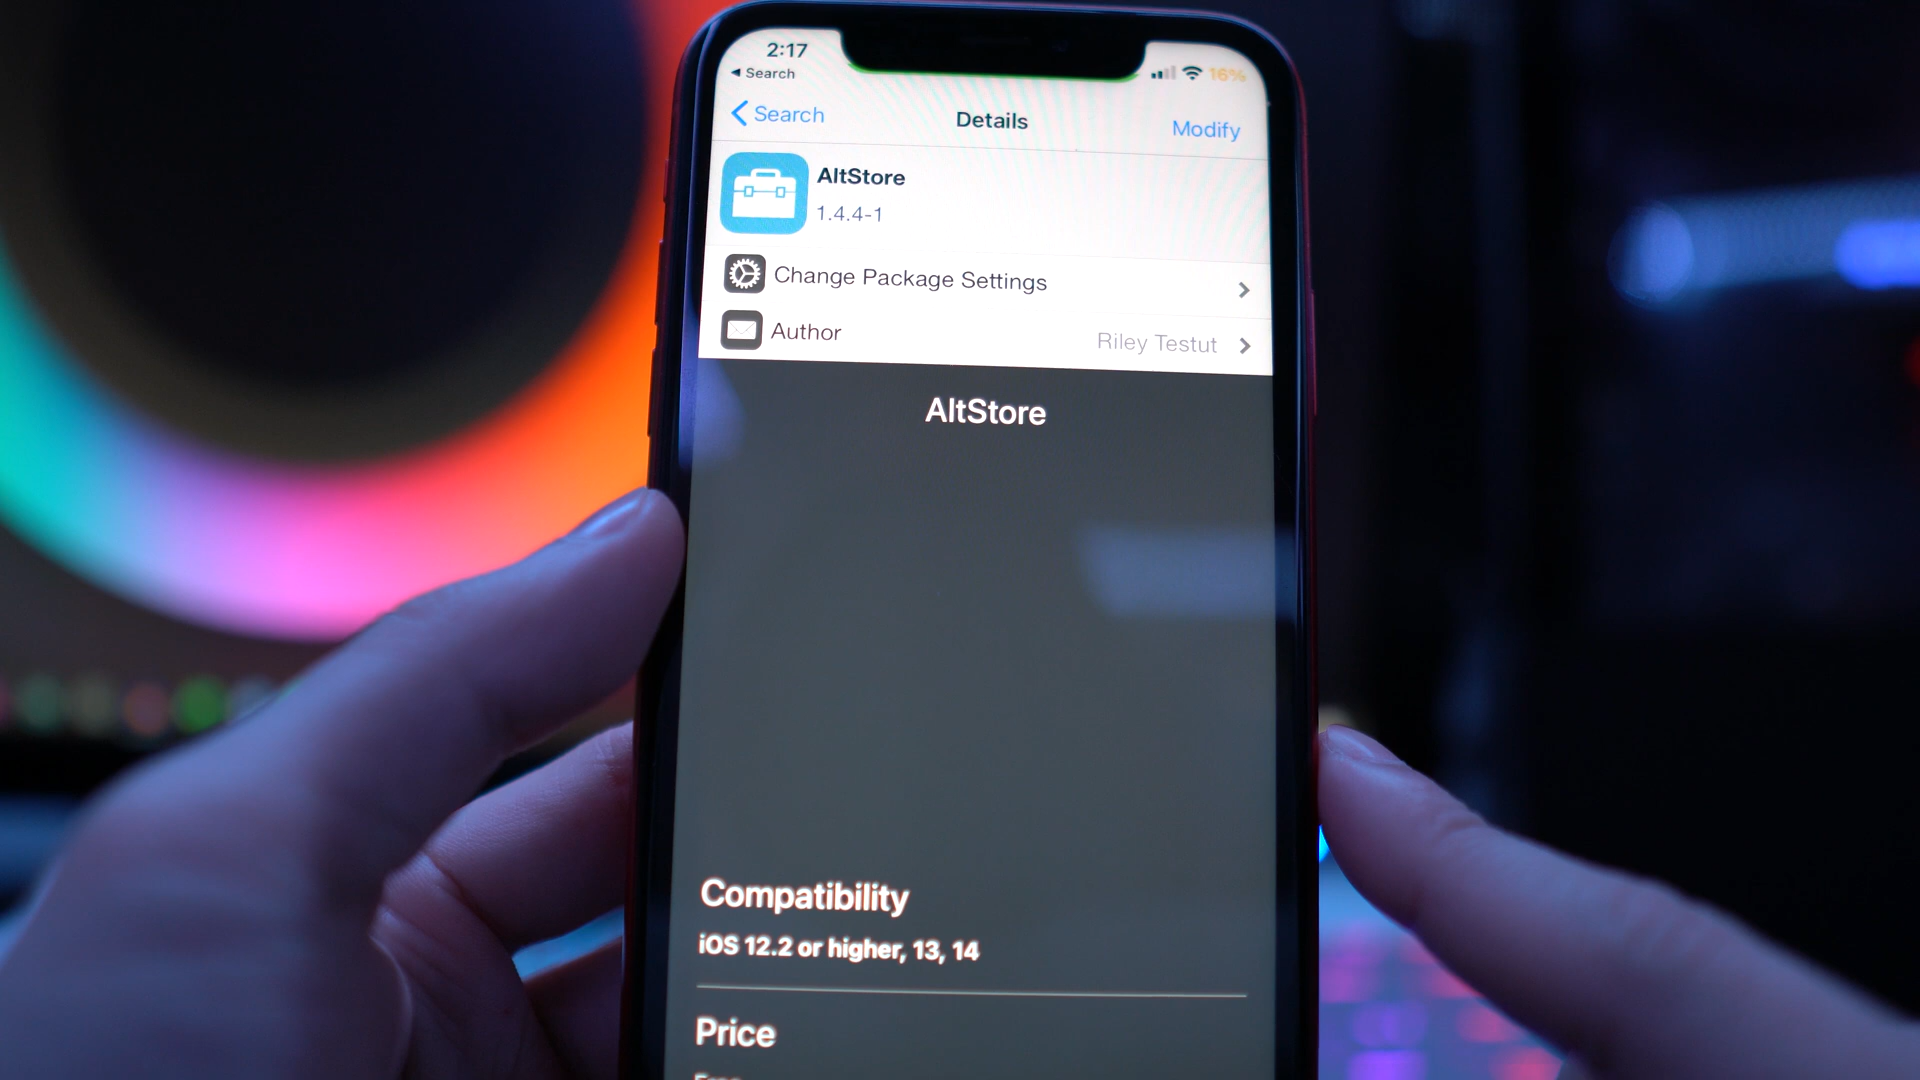 2:17
◀ Search
16%
Search
Details
Modify
AltStore
1.4.4-1
Change Package Settings
Author
Riley Testut
AltStore
Compatibility
iOS 12.2 or higher, 13, 14
Price